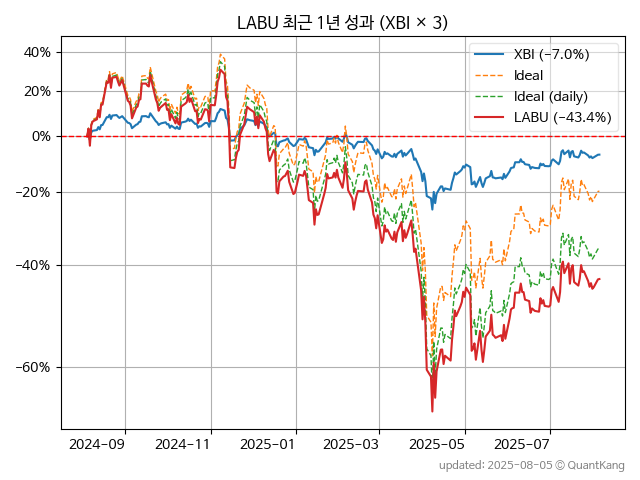 LABU 최근 1년 성과 (XBI × 3)
40%
20%
0%
−20%
−40%
−60%
XBI (−7.0%)
Ideal
Ideal (daily)
LABU (−43.4%)
2024-09
2024-11
2025-01
2025-03
2025-05
2025-07
updated: 2025-08-05 © QuantKang